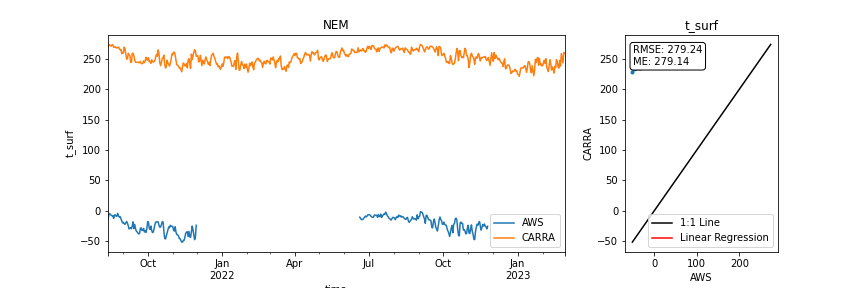 NEM
t_surf
250
200
150
100
50
0
−50
Oct
Jan
2022
Apr
Jul
Oct
Jan
2023
time
AWS
CARRA
t_surf
CARRA
250
200
150
100
50
0
−50
RMSE: 279.24
ME: 279.14
1:1 Line
Linear Regression
0
100
200
AWS